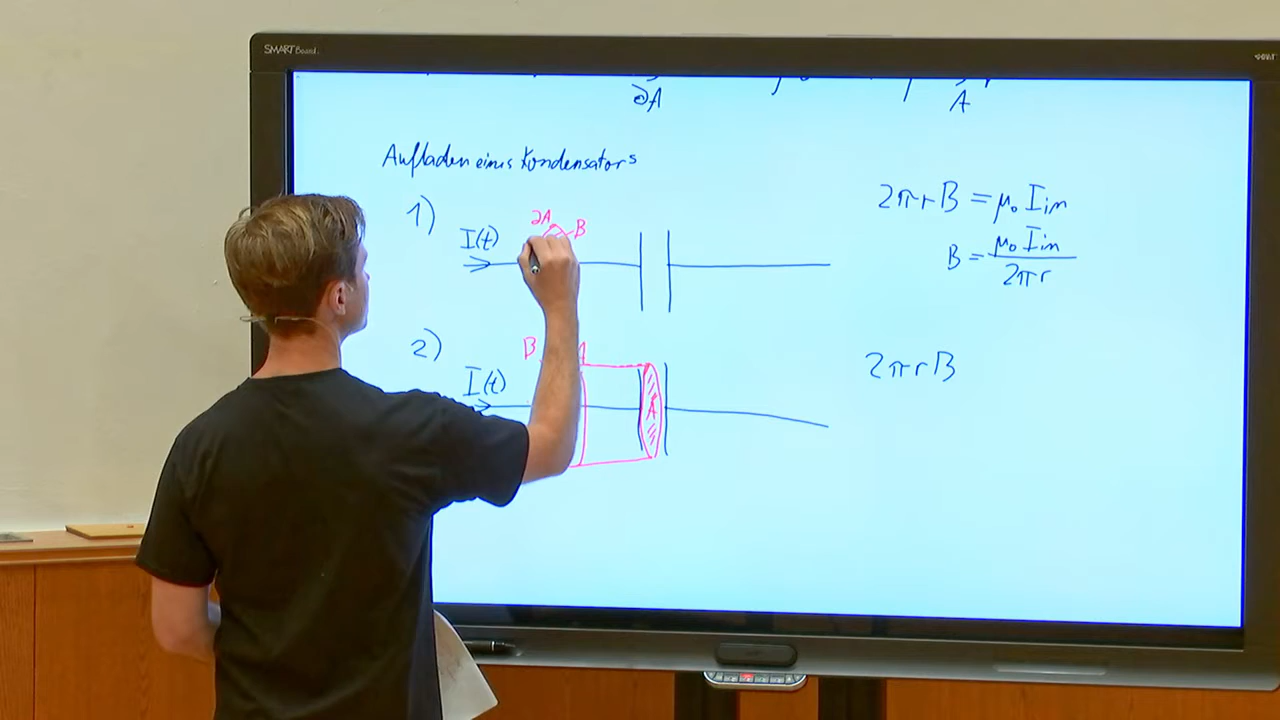 SMART Board
∂A
A
Aufladen eines Kondensators
1)
∂A
B
I(t)
2πrB = μ₀ I_in
B = μ₀ I_in / 2πr
2)
B
A
I(t)
A
2πrB